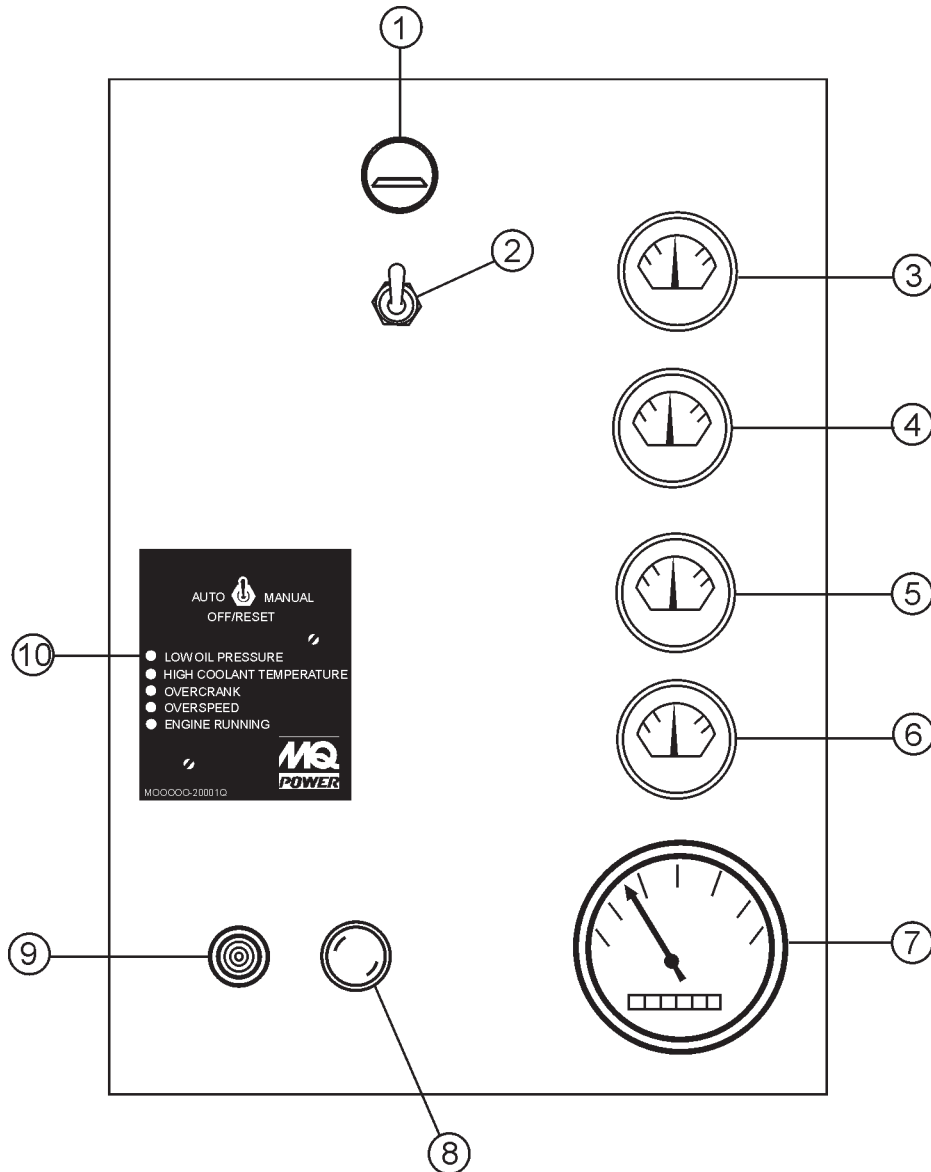 1
2
3
4
5
6
7
8
9
10
AUTO MANUAL
OFF/RESET
LOW OIL PRESSURE
HIGH COOLANT TEMPERATURE
OVERCRANK
OVERSPEED
ENGINE RUNNING
MQ
POWER
MOOOOO-20001Q